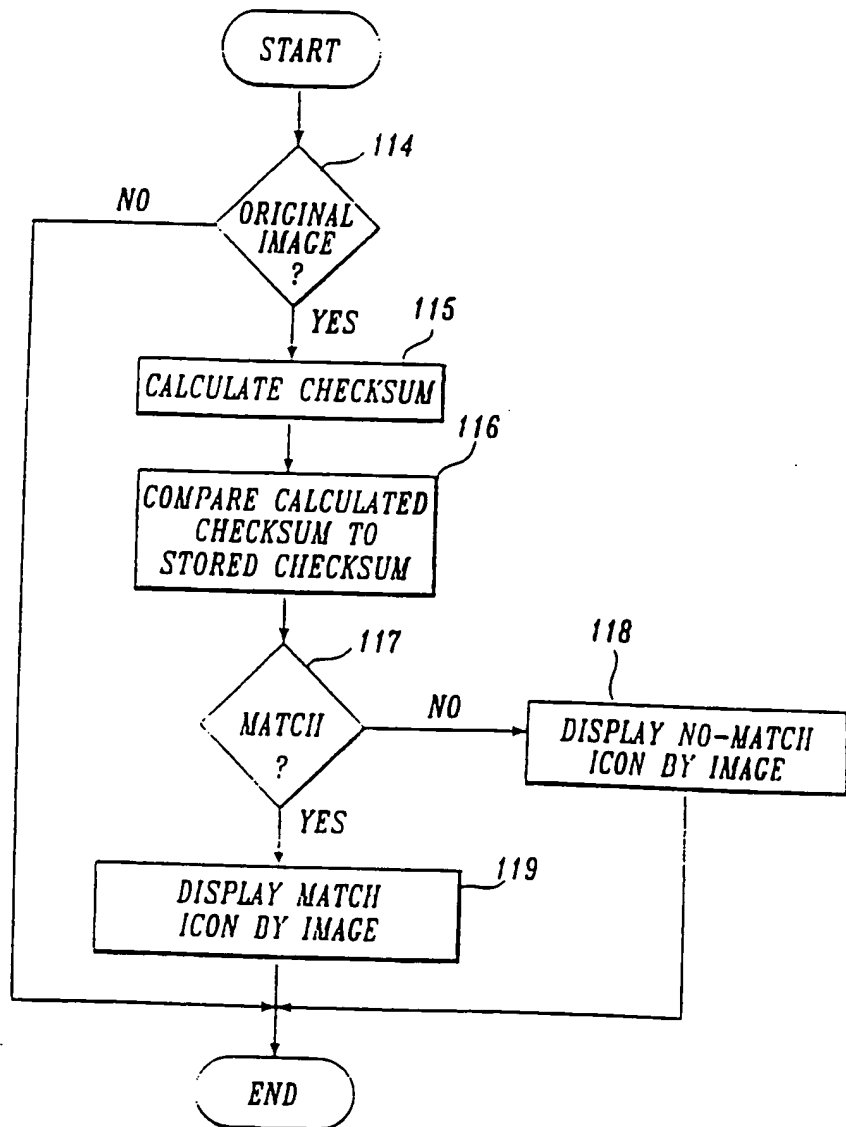 START
114
NO
ORIGINAL
IMAGE
?
YES
115
CALCULATE CHECKSUM
116
COMPARE CALCULATED
CHECKSUM TO
STORED CHECKSUM
117
118
MATCH
?
NO
DISPLAY NO-MATCH
ICON BY IMAGE
YES
119
DISPLAY MATCH
ICON BY IMAGE
END